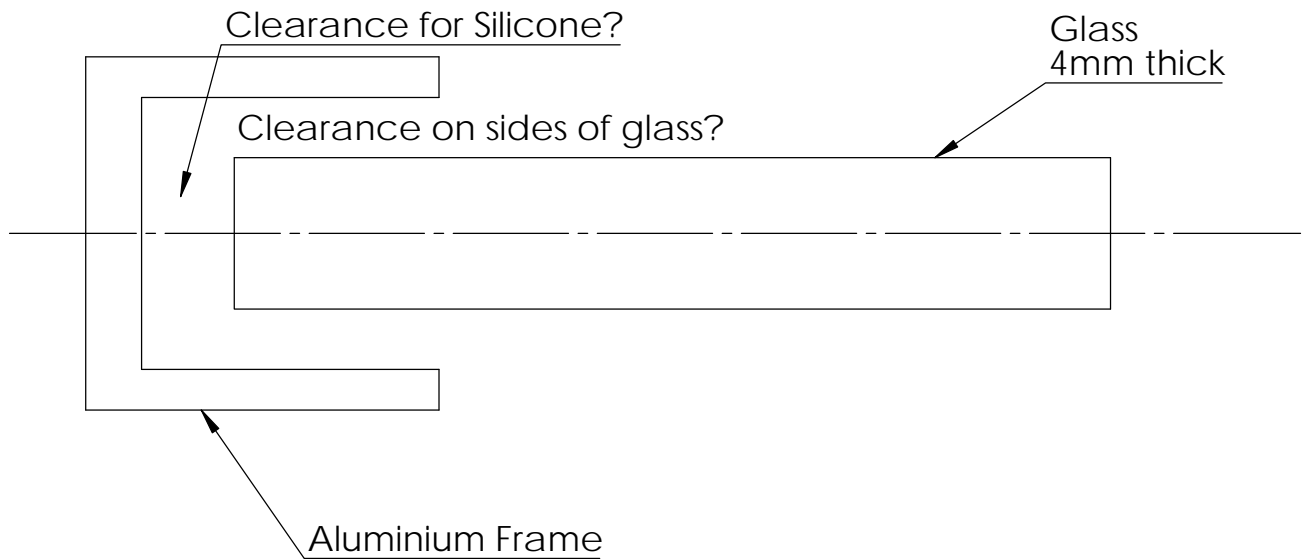 Clearance for Silicone?
Glass
4mm thick
Clearance on sides of glass?
Aluminium Frame